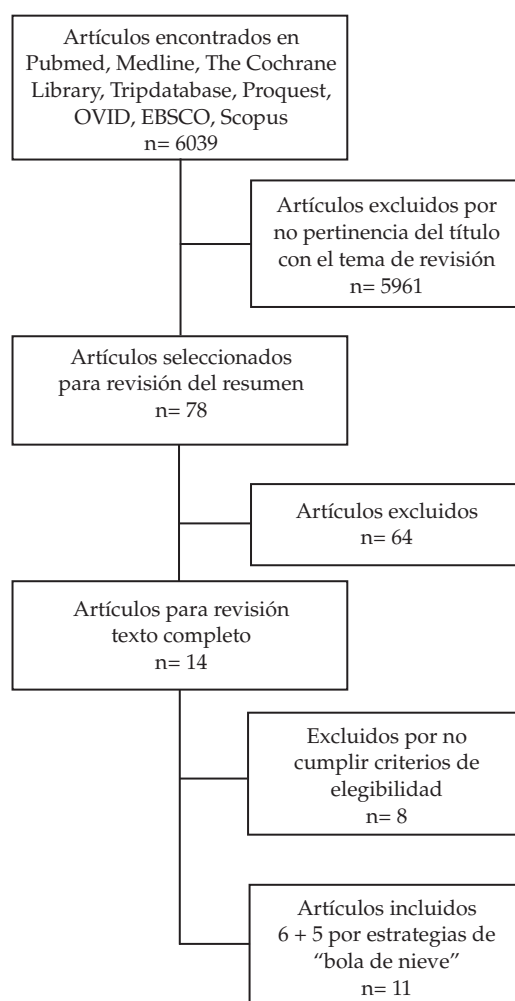 Artículos encontrados en
Pubmed, Medline, The Cochrane
Library, Tripdatabase, Proquest,
OVID, EBSCO, Scopus
n= 6039
Artículos excluidos por
no pertinencia del título
con el tema de revisión
n= 5961
Artículos seleccionados
para revisión del resumen
n= 78
Artículos excluidos
n= 64
Artículos para revisión
texto completo
n= 14
Excluidos por no
cumplir criterios de
elegibilidad
n= 8
Artículos incluidos
6 + 5 por estrategias de
“bola de nieve”
n= 11